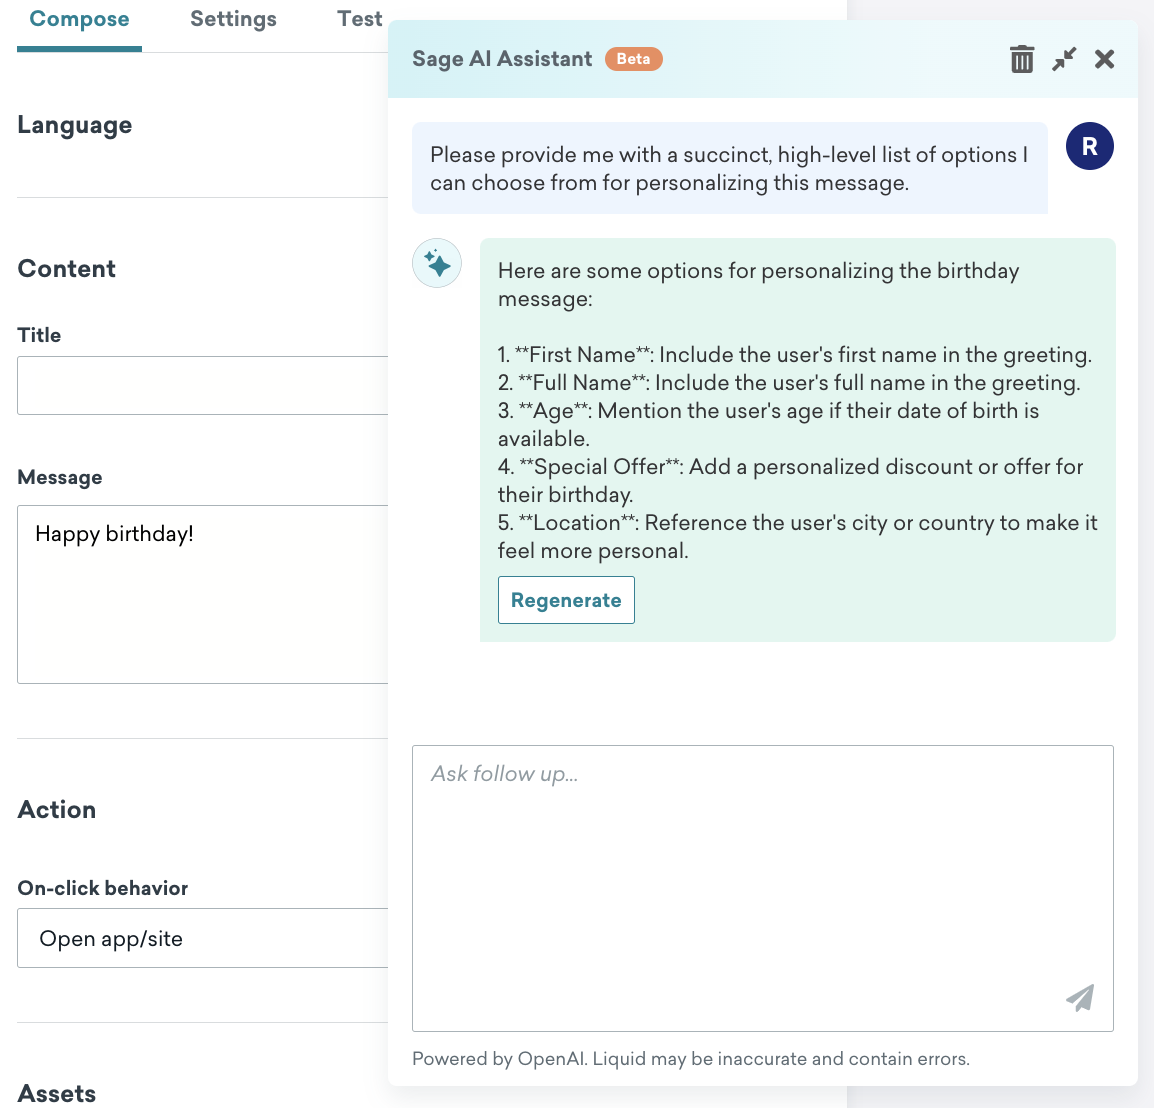 Compose
Settings
Test
Language
Content
Title
Message
Happy birthday!
Action
On-click behavior
Open app/site
Assets
Sage AI Assistant
Beta
Please provide me with a succinct, high-level list of options I
can choose from for personalizing this message.
R
Here are some options for personalizing the birthday
message:
1. **First Name**: Include the user's first name in the greeting.
2. **Full Name**: Include the user's full name in the greeting.
3. **Age**: Mention the user's age if their date of birth is
available.
4. **Special Offer**: Add a personalized discount or offer for
their birthday.
5. **Location**: Reference the user's city or country to make it
feel more personal.
Regenerate
Ask follow up...
Powered by OpenAI. Liquid may be inaccurate and contain errors.